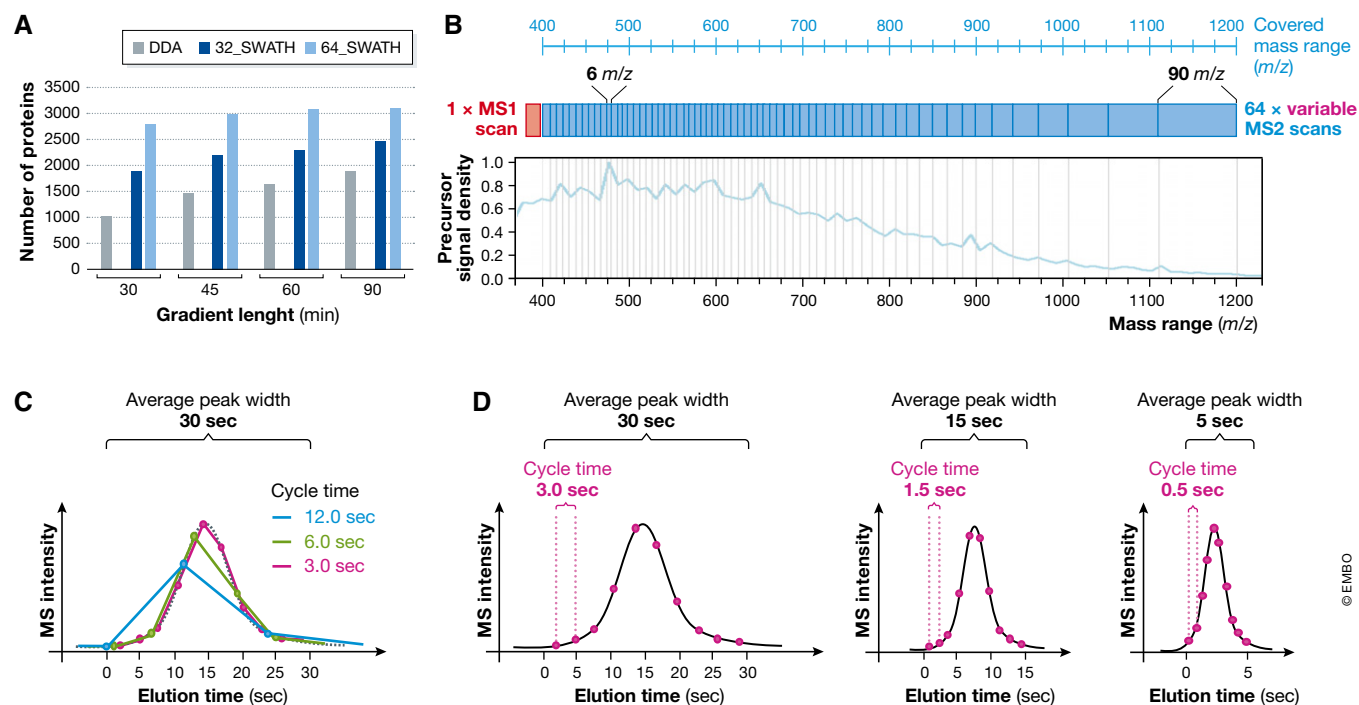 A
DDA 32_SWATH 64_SWATH
Number of proteins
3500
3000
2500
2000
1500
1000
500
0
30 45 60 90
Gradient lenght (min)
B
400 500 600 700 800 900 1000 1100 1200
Covered
mass range
(m/z)
6 m/z
90 m/z
1 × MS1
scan
64 × variable
MS2 scans
Precursor
signal density
1.0
0.8
0.6
0.4
0.2
0.0
400 500 600 700 800 900 1000 1100 1200
Mass range (m/z)
C
Average peak width
30 sec
Cycle time
12.0 sec
6.0 sec
3.0 sec
MS intensity
0 5 10 15 20 25 30
Elution time (sec)
D
Average peak width
30 sec
Cycle time
3.0 sec
MS intensity
0 5 10 15 20 25 30
Elution time (sec)
Average peak width
15 sec
Cycle time
1.5 sec
MS intensity
0 5 10 15
Elution time (sec)
Average peak width
5 sec
Cycle time
0.5 sec
MS intensity
0 5
Elution time (sec)
© EMBO